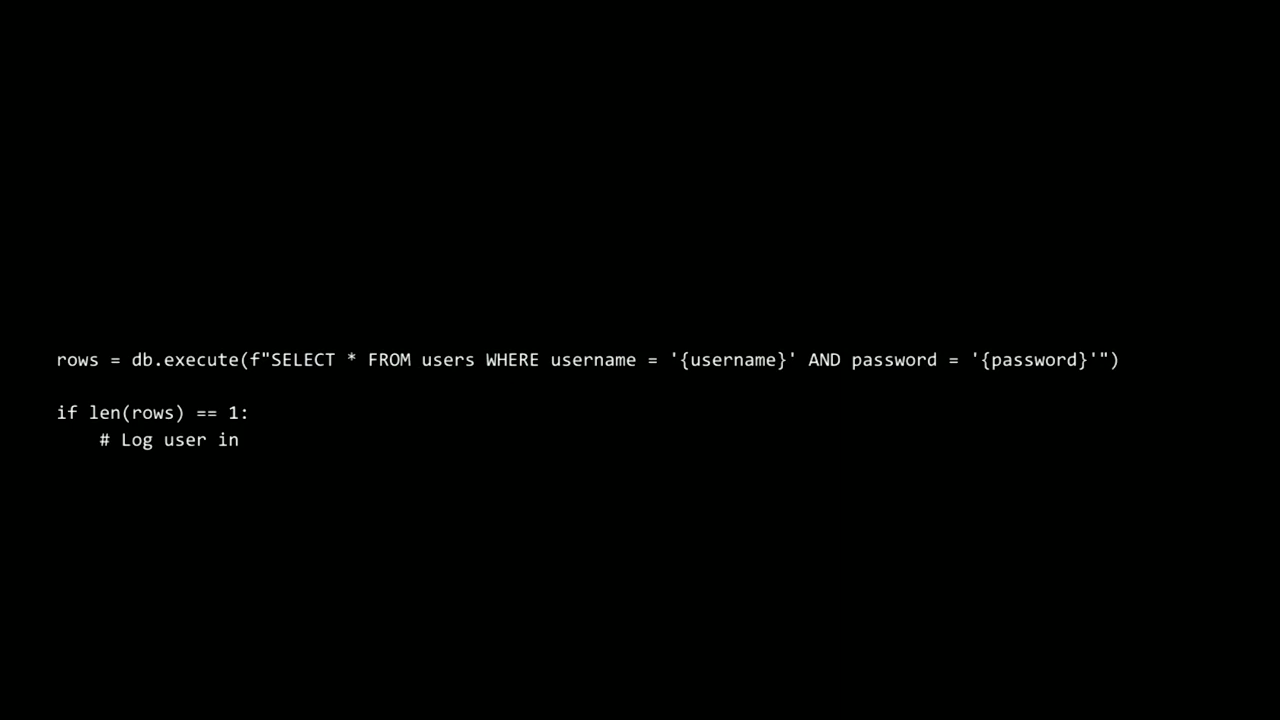 rows = db.execute(f"SELECT * FROM users WHERE username = '{username}' AND password = '{password}'")
if len(rows) == 1:
    # Log user in